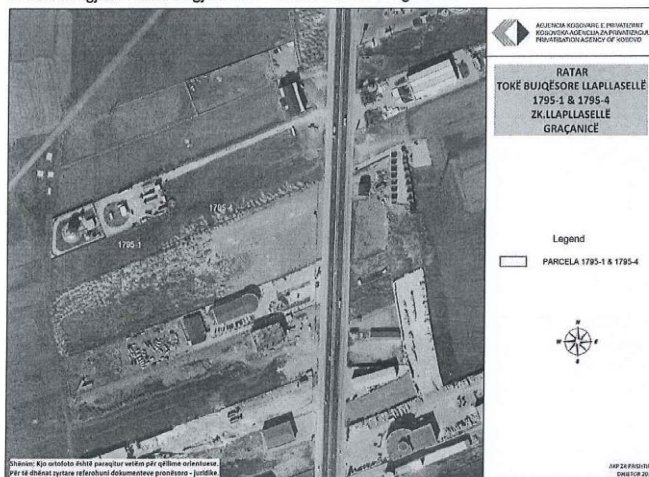 AGJENCIA KOSOVARE E PRIVATIZIMIT
KOSOVSKA AGENCIJA ZA PRIVATIZACIJU
PRIVATISATION AGENCY OF KOSOVO
RATAR
TOKË BUJQËSORE LLAPLLASELLË
1795-1 & 1795-4
ZK.LLAPLLASELLË
GRAÇANICË
1795-4
1795-1
Legend
PARCELA 1795-1 & 1795-4
N
W E
S
Shënim: Kjo ortofoto është paraqitur vetëm për qëllime orientuese.
Për të dhënat zyrtare referohuni dokumenteve pronësoro - juridike.